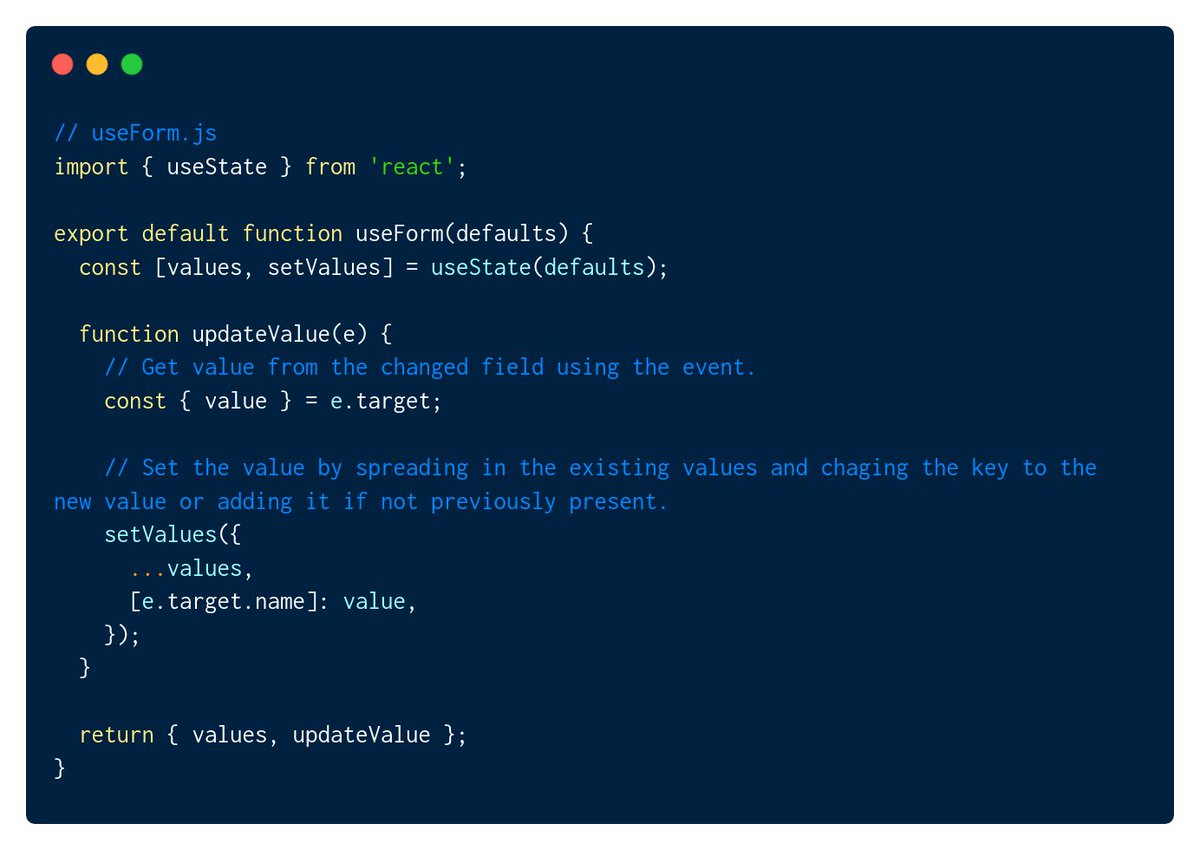 // useForm.js
import { useState } from 'react';
export default function useForm(defaults) {
  const [values, setValues] = useState(defaults);
  function updateValue(e) {
    // Get value from the changed field using the event.
    const { value } = e.target;
    // Set the value by spreading in the existing values and chaging the key to the
new value or adding it if not previously present.
    setValues({
      ...values,
      [e.target.name]: value,
    });
  }
  return { values, updateValue };
}